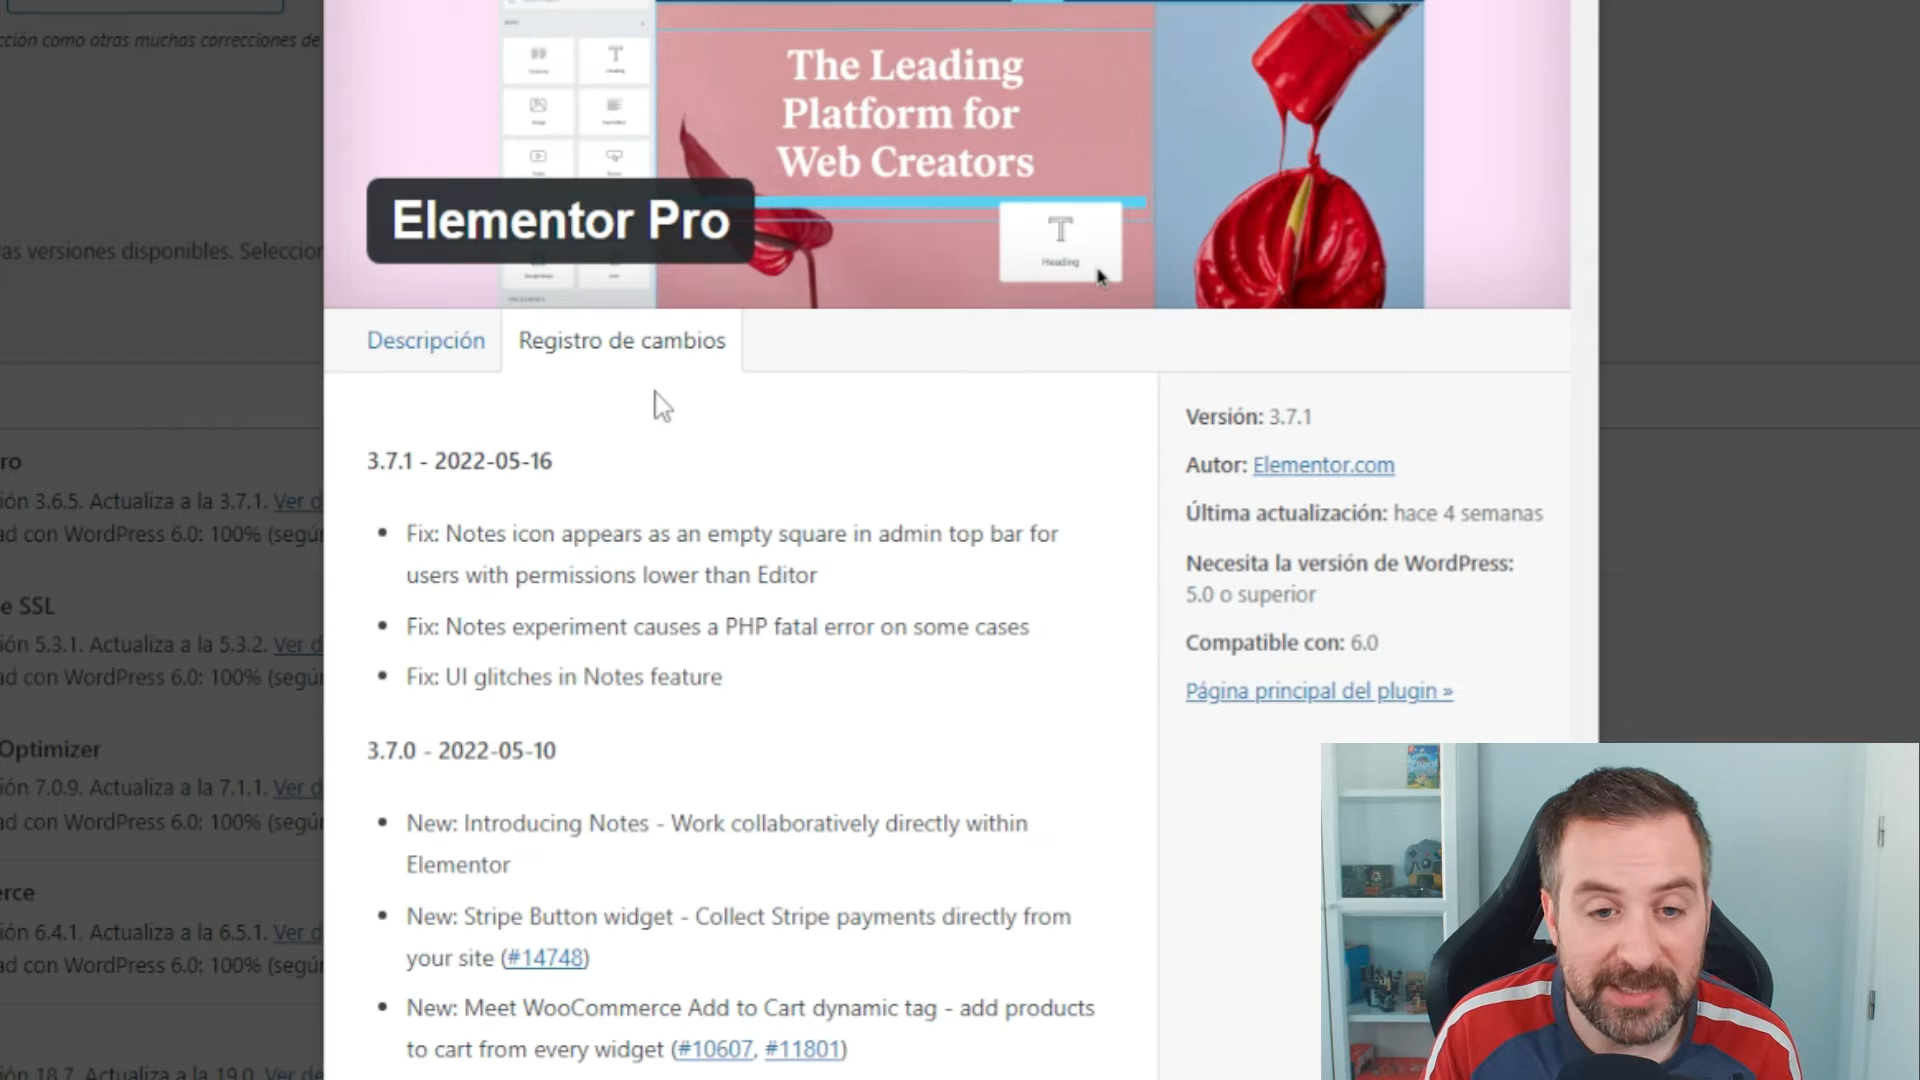 cción como otras muchas correcciones de
The Leading
Platform for
Web Creators
Elementor Pro
Heading
as versiones disponibles. Seleccion
Descripción
Registro de cambios
3.7.1 - 2022-05-16
Fix: Notes icon appears as an empty square in admin top bar for
users with permissions lower than Editor
Fix: Notes experiment causes a PHP fatal error on some cases
Fix: UI glitches in Notes feature
3.7.0 - 2022-05-10
New: Introducing Notes - Work collaboratively directly within
Elementor
New: Stripe Button widget - Collect Stripe payments directly from
your site (#14748)
New: Meet WooCommerce Add to Cart dynamic tag - add products
to cart from every widget (#10607, #11801)
Versión: 3.7.1
Autor: Elementor.com
Última actualización: hace 4 semanas
Necesita la versión de WordPress:
5.0 o superior
Compatible con: 6.0
Página principal del plugin »
ro
ión 3.6.5. Actualiza a la 3.7.1. Ver d
ad con WordPress 6.0: 100% (segú
e SSL
ión 5.3.1. Actualiza a la 5.3.2. Ver d
ad con WordPress 6.0: 100% (segú
Optimizer
ión 7.0.9. Actualiza a la 7.1.1. Ver d
ad con WordPress 6.0: 100% (segú
erce
ión 6.4.1. Actualiza a la 6.5.1. Ver d
ad con WordPress 6.0: 100% (segú
18.7. Actualiza a la 19.0. Ver de